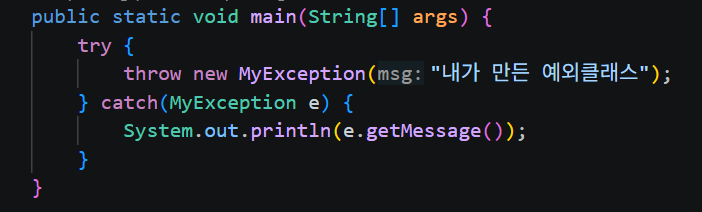 public static void main(String[] args) {
try {
throw new MyException(msg:"내가 만든 예외클래스");
} catch(MyException e) {
System.out.println(e.getMessage());
}
}